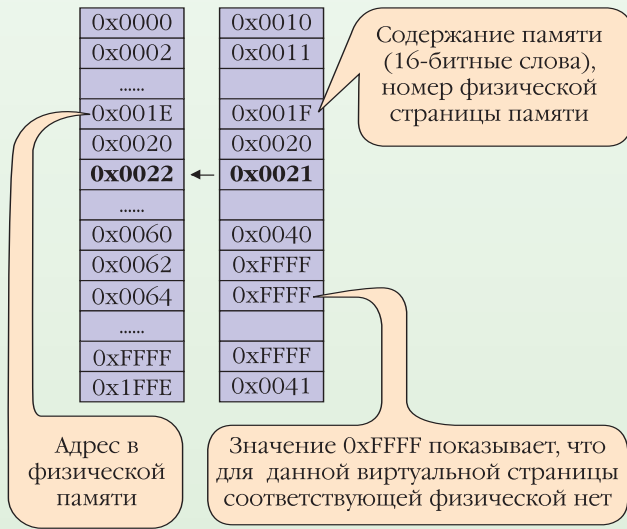 0x0000 0x0010
0x0002 0x0011
......
0x001E 0x001F
0x0020 0x0020
0x0022 ← 0x0021
......
0x0060 0x0040
0x0062 0xFFFF
0x0064 0xFFFF
......
0xFFFF 0xFFFF
0x1FFE 0x0041
Содержание памяти
(16-битные слова),
номер физической
страницы памяти
Адрес в
физической
памяти
Значение 0xFFFF показывает, что
для данной виртуальной страницы
соответствующей физической нет